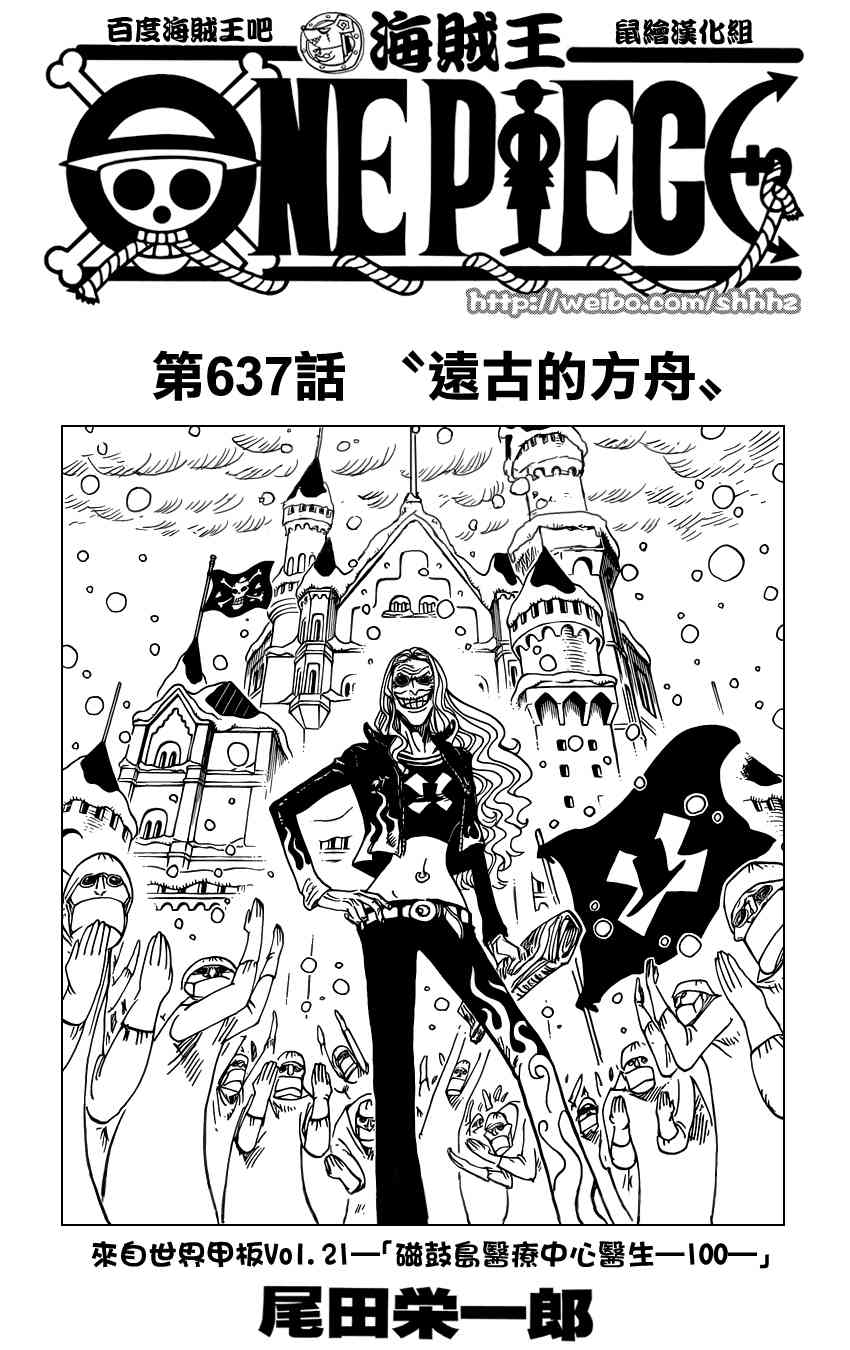 百度海賊王吧
海賊王
鼠繪漢化組
ONE PIECE
http://weibo.com/shhhz
第637話 〝遠古的方舟〟
來自世界甲板Vol.21—「磁鼓島醫療中心醫生—100—」
尾田栄一郎